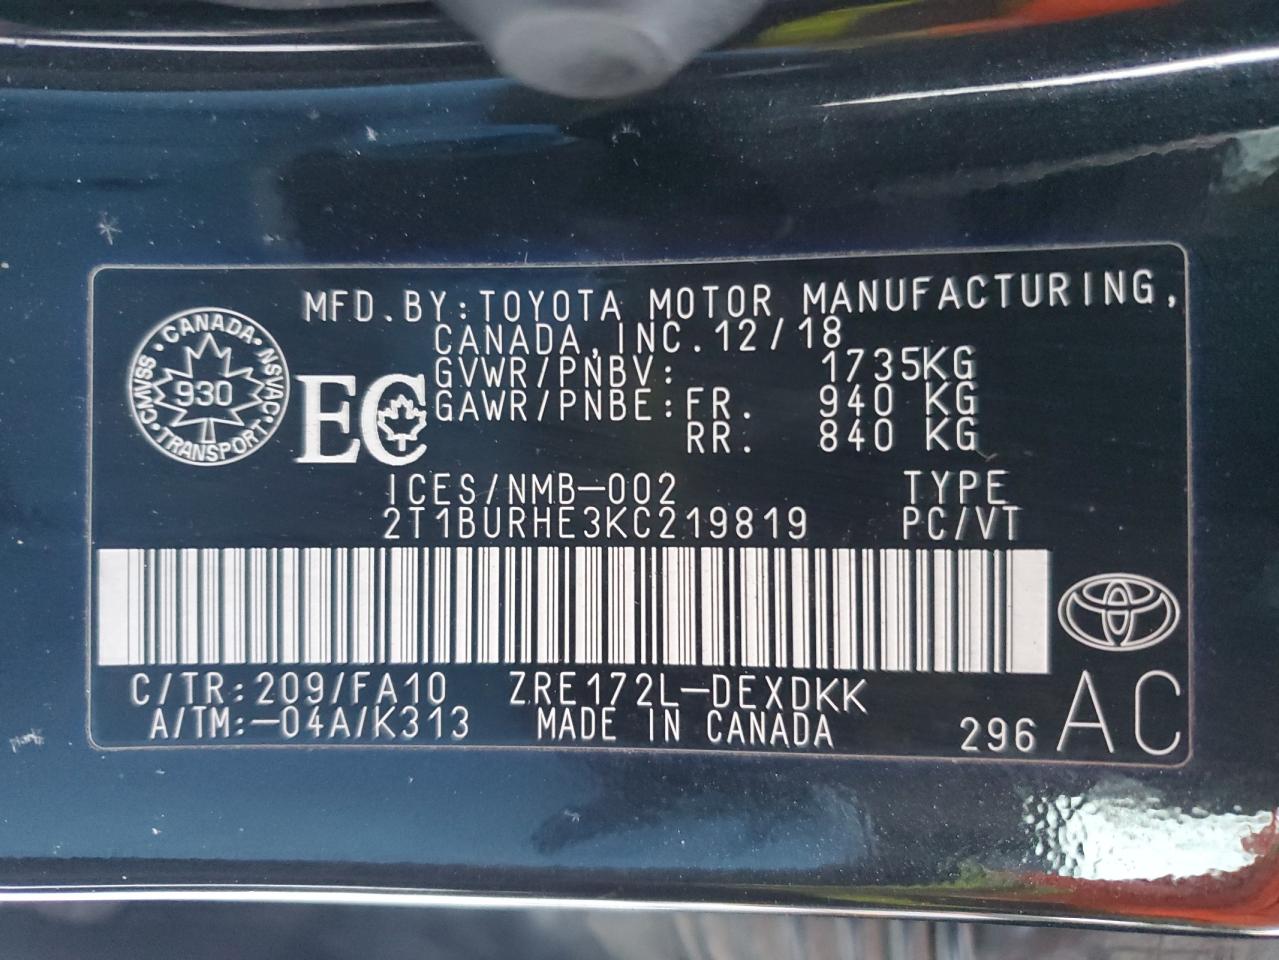 MFD. BY: TOYOTA MOTOR MANUFACTURING,
CANADA, INC. 12/18
GVWR/PNBV: 1735KG
GAWR/PNBE: FR. 940 KG
RR. 840 KG
CANADA • NSVAC • TRANSPORT • CMVSS •
930
EC
ICES/NMB-002 TYPE
2T1BURHE3KC219819 PC/VT
C/TR: 209/FA10 ZRE172L-DEXDKK
A/TM: -04A/K313 MADE IN CANADA 296 AC